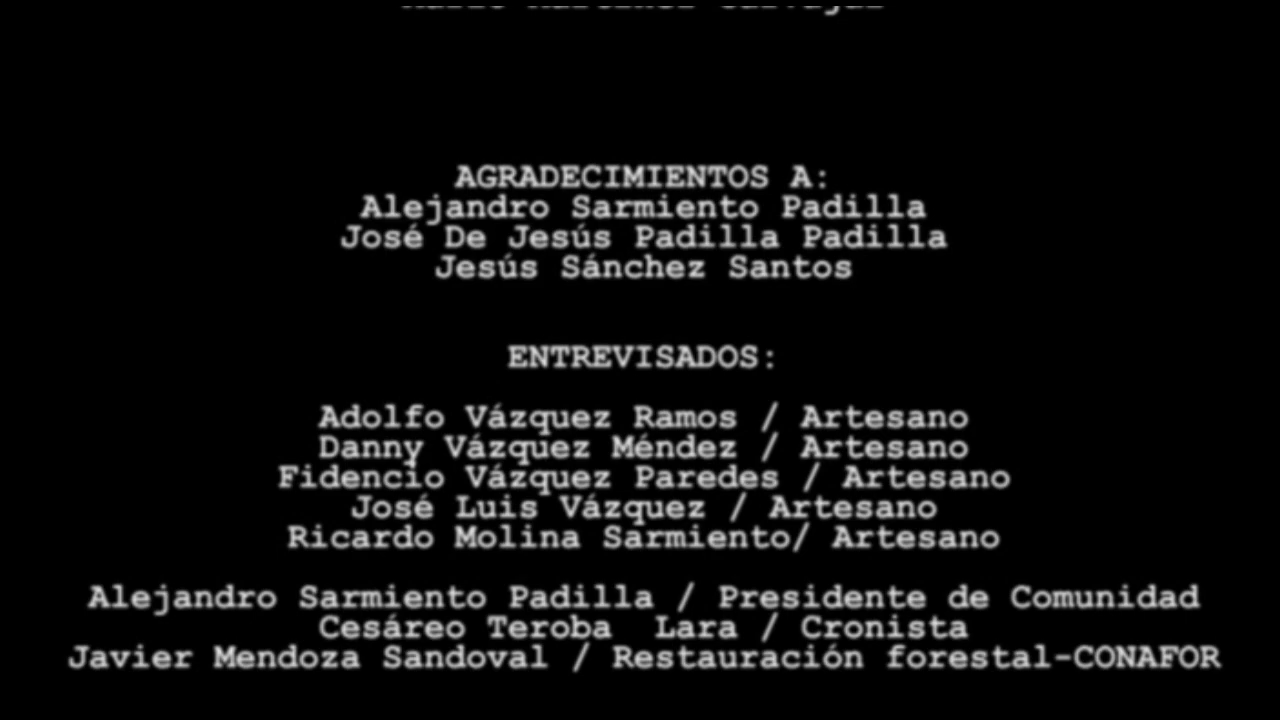 AGRADECIMIENTOS A:
Alejandro Sarmiento Padilla
José De Jesús Padilla Padilla
Jesús Sánchez Santos
ENTREVISADOS:
Adolfo Vázquez Ramos / Artesano
Danny Vázquez Méndez / Artesano
Fidencio Vázquez Paredes / Artesano
José Luis Vázquez / Artesano
Ricardo Molina Sarmiento/ Artesano
Alejandro Sarmiento Padilla / Presidente de Comunidad
Cesáreo Teroba  Lara / Cronista
Javier Mendoza Sandoval / Restauración forestal-CONAFOR